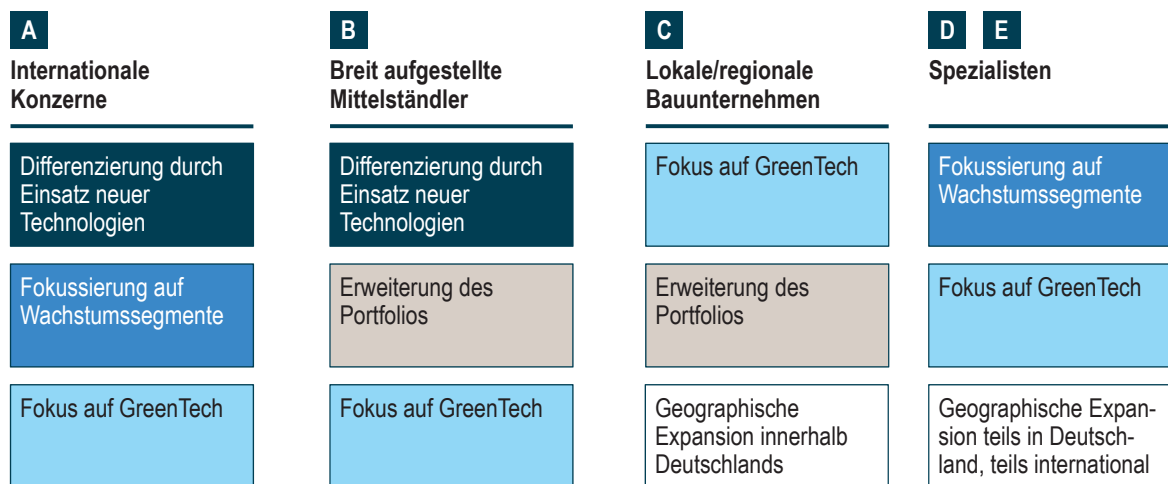 A
Internationale
Konzerne
Differenzierung durch
Einsatz neuer
Technologien
Fokussierung auf
Wachstumssegmente
Fokus auf GreenTech
B
Breit aufgestellte
Mittelständler
Differenzierung durch
Einsatz neuer
Technologien
Erweiterung des
Portfolios
Fokus auf GreenTech
C
Lokale/regionale
Bauunternehmen
Fokus auf GreenTech
Erweiterung des
Portfolios
Geographische
Expansion innerhalb
Deutschlands
D E
Spezialisten
Fokussierung auf
Wachstumssegmente
Fokus auf GreenTech
Geographische Expan-
sion teils in Deutsch-
land, teils international